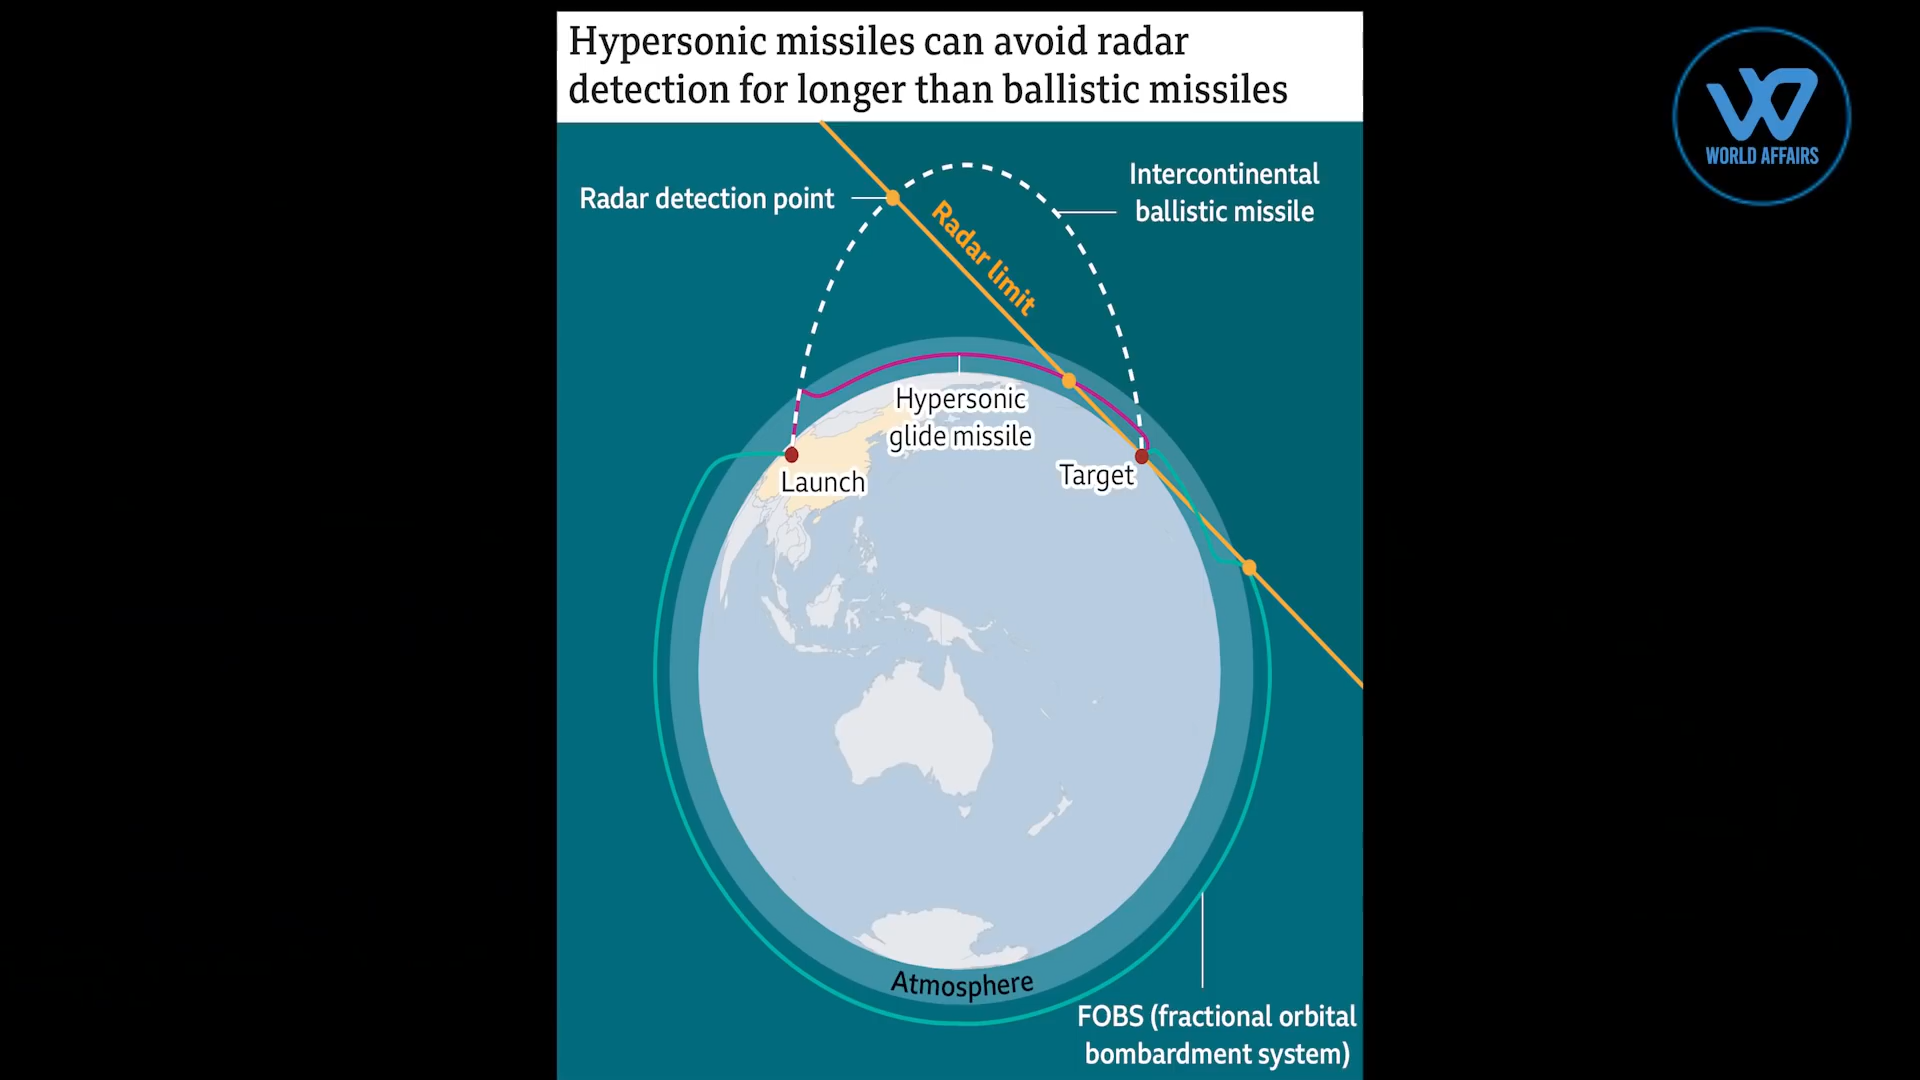 Hypersonic missiles can avoid radar
detection for longer than ballistic missiles
WORLD AFFAIRS
Intercontinental
ballistic missile
Radar detection point
Radar limit
Hypersonic
glide missile
Launch
Target
Atmosphere
FOBS (fractional orbital
bombardment system)